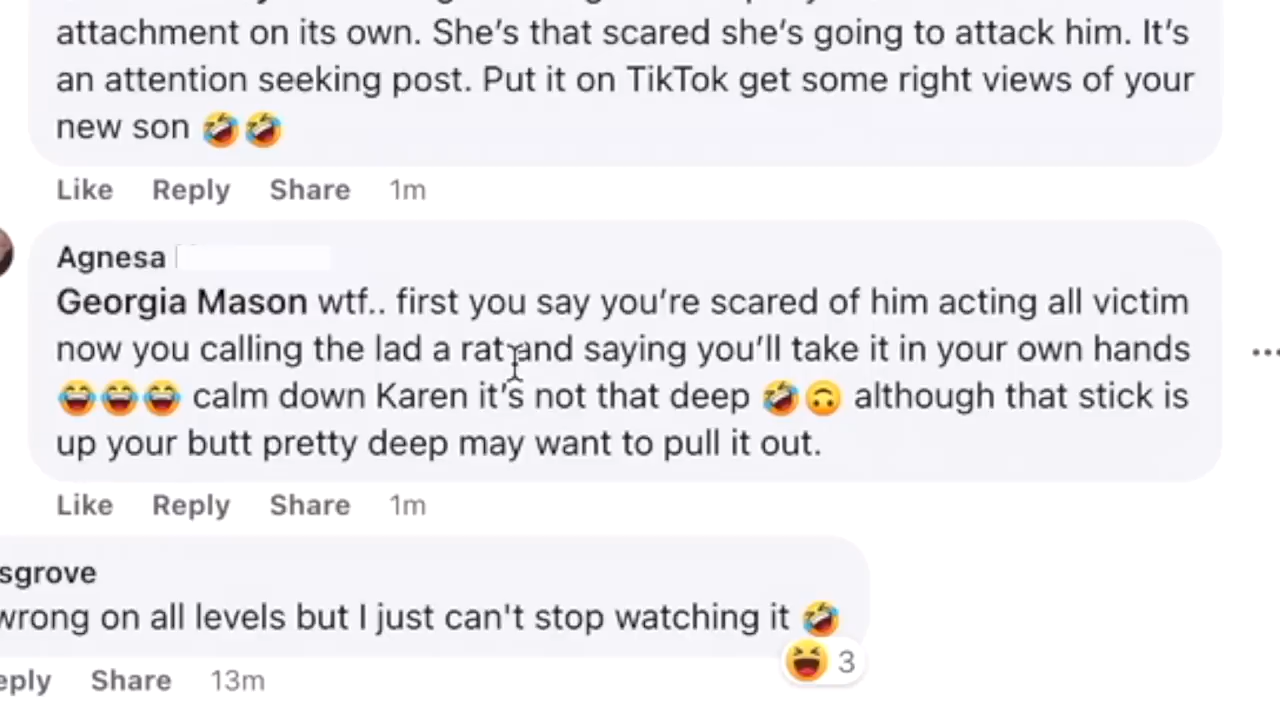 attachment on its own. She's that scared she's going to attack him. It's
an attention seeking post. Put it on TikTok get some right views of your
new son 🤣🤣
Like Reply Share 1m
Agnesa
Georgia Mason wtf.. first you say you're scared of him acting all victim
now you calling the lad a rat and saying you'll take it in your own hands
😂😂😂 calm down Karen it's not that deep 🤣🙃 although that stick is
up your butt pretty deep may want to pull it out.
Like Reply Share 1m
sgrove
wrong on all levels but I just can't stop watching it 🤣
3
eply Share 13m